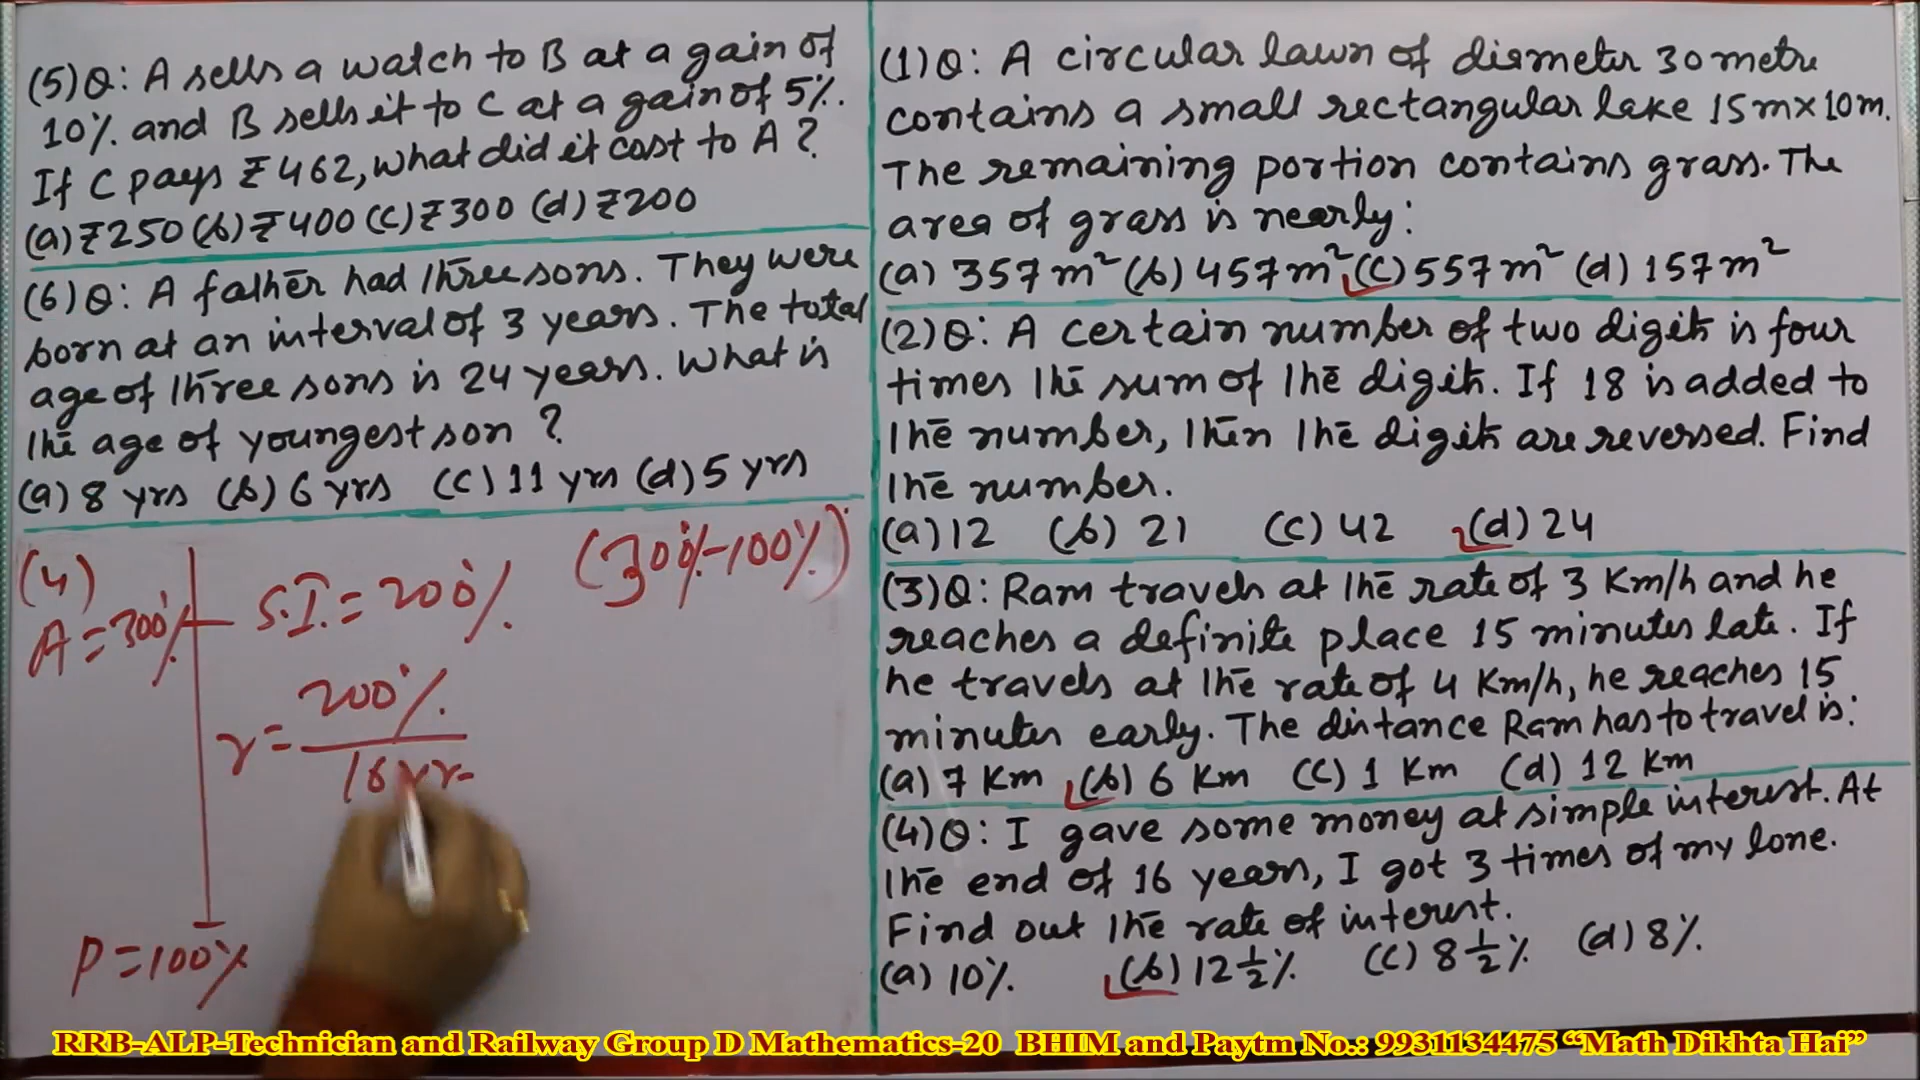 (5)Q: A sells a watch to B at a gain of
10% and B sells it to C at a gain of 5%.
If C pays ₹462, what did it cost to A?
(a) ₹250 (b) ₹400 (c) ₹300 (d) ₹200
(6)Q: A father had three sons. They were
born at an interval of 3 years. The total
age of three sons is 24 years. What is
the age of youngest son?
(a) 8 yrs (b) 6 yrs (c) 11 yrs (d) 5 yrs
(4)
A=300%
S.I.=200% (300%-100%)
r=200%/16yr
P=100%
(1)Q: A circular lawn of diameter 30 metre
contains a small rectangular lake 15m×10m.
The remaining portion contains grass. The
area of grass is nearly:
(a) 357m² (b) 457m² (c) 557m² (d) 157m²
(2)Q: A certain number of two digits is four
times the sum of the digits. If 18 is added to
the number, then the digits are reversed. Find
the number.
(a) 12 (b) 21 (c) 42 (d) 24
(3)Q: Ram travels at the rate of 3 Km/h and he
reaches a definite place 15 minutes late. If
he travels at the rate of 4 Km/h, he reaches 15
minutes early. The distance Ram has to travel is:
(a) 7 Km (b) 6 Km (c) 1 Km (d) 12 Km
(4)Q: I gave some money at simple interest. At
the end of 16 years, I got 3 times of my lone.
Find out the rate of interest.
(a) 10% (b) 12½% (c) 8½% (d) 8%
RRB-ALP-Technician and Railway Group D Mathematics-20 BHIM and Paytm No.: 9931134475 “Math Dikhta Hai”